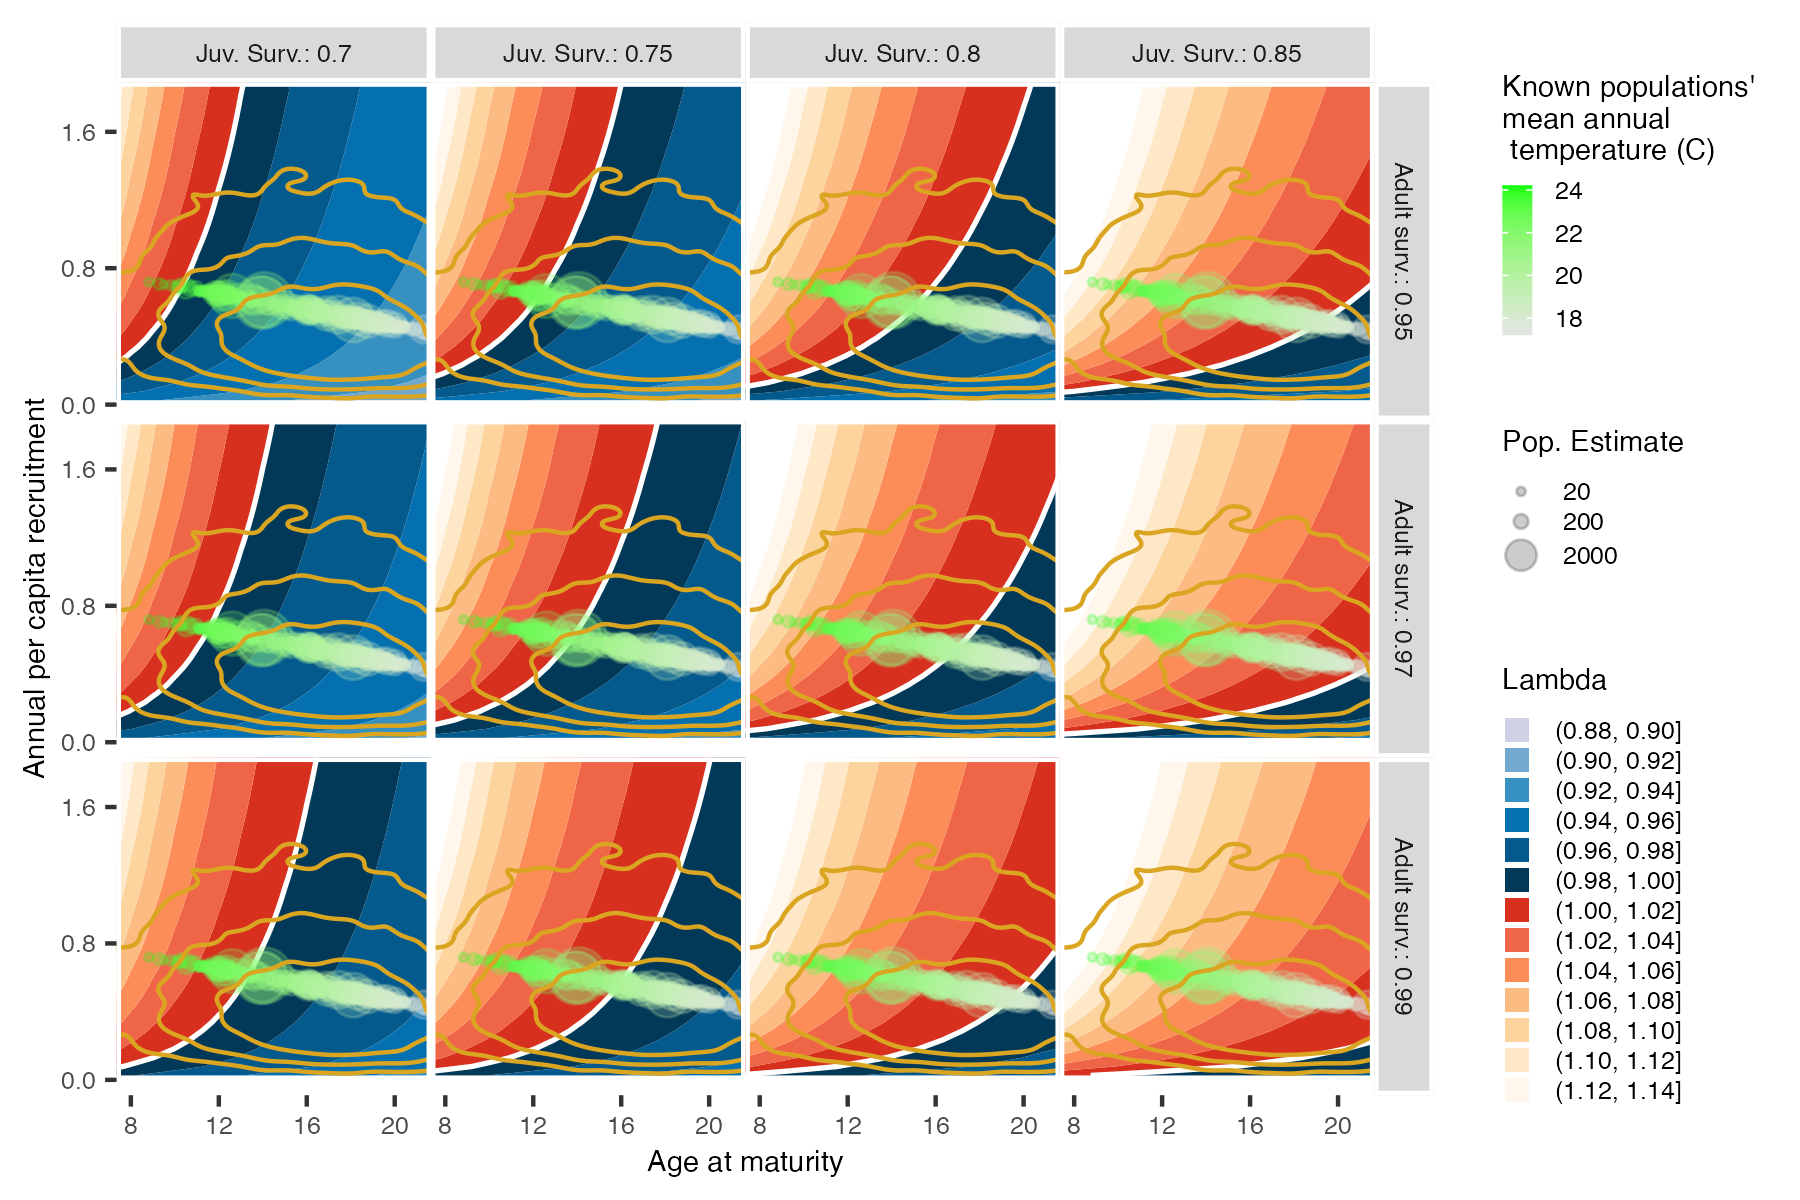 Juv. Surv.: 0.7
Juv. Surv.: 0.75
Juv. Surv.: 0.8
Juv. Surv.: 0.85
Adult surv.: 0.95
Adult surv.: 0.97
Adult surv.: 0.99
Annual per capita recruitment
1.6
0.8
0.0
1.6
0.8
0.0
1.6
0.8
0.0
8 12 16 20 8 12 16 20 8 12 16 20 8 12 16 20
Age at maturity
Known populations'
mean annual
temperature (C)
24
22
20
18
Pop. Estimate
20
200
2000
Lambda
(0.88, 0.90]
(0.90, 0.92]
(0.92, 0.94]
(0.94, 0.96]
(0.96, 0.98]
(0.98, 1.00]
(1.00, 1.02]
(1.02, 1.04]
(1.04, 1.06]
(1.06, 1.08]
(1.08, 1.10]
(1.10, 1.12]
(1.12, 1.14]